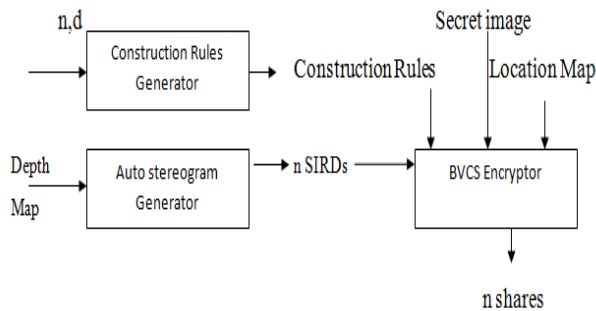 n,d
Secret image
Construction Rules
Generator
Construction Rules
Location Map
Depth
Map
Auto stereogram
Generator
n SIRDs
BVCS Encryptor
n shares